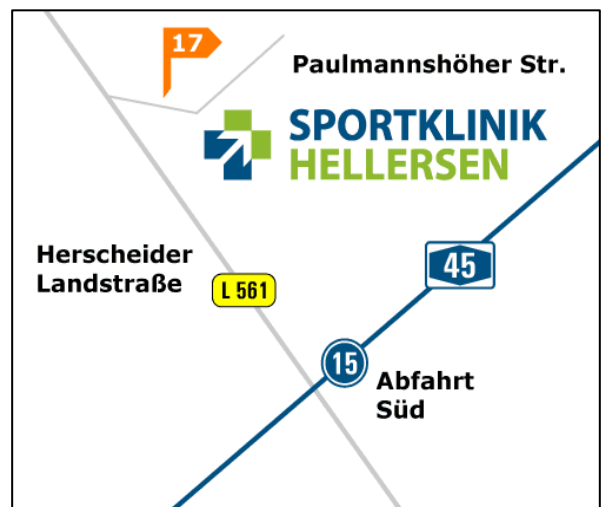 17
Paulmannshöher Str.
SPORTKLINIK
HELLERSEN
Herscheider
Landstraße
L 561
45
15
Abfahrt
Süd